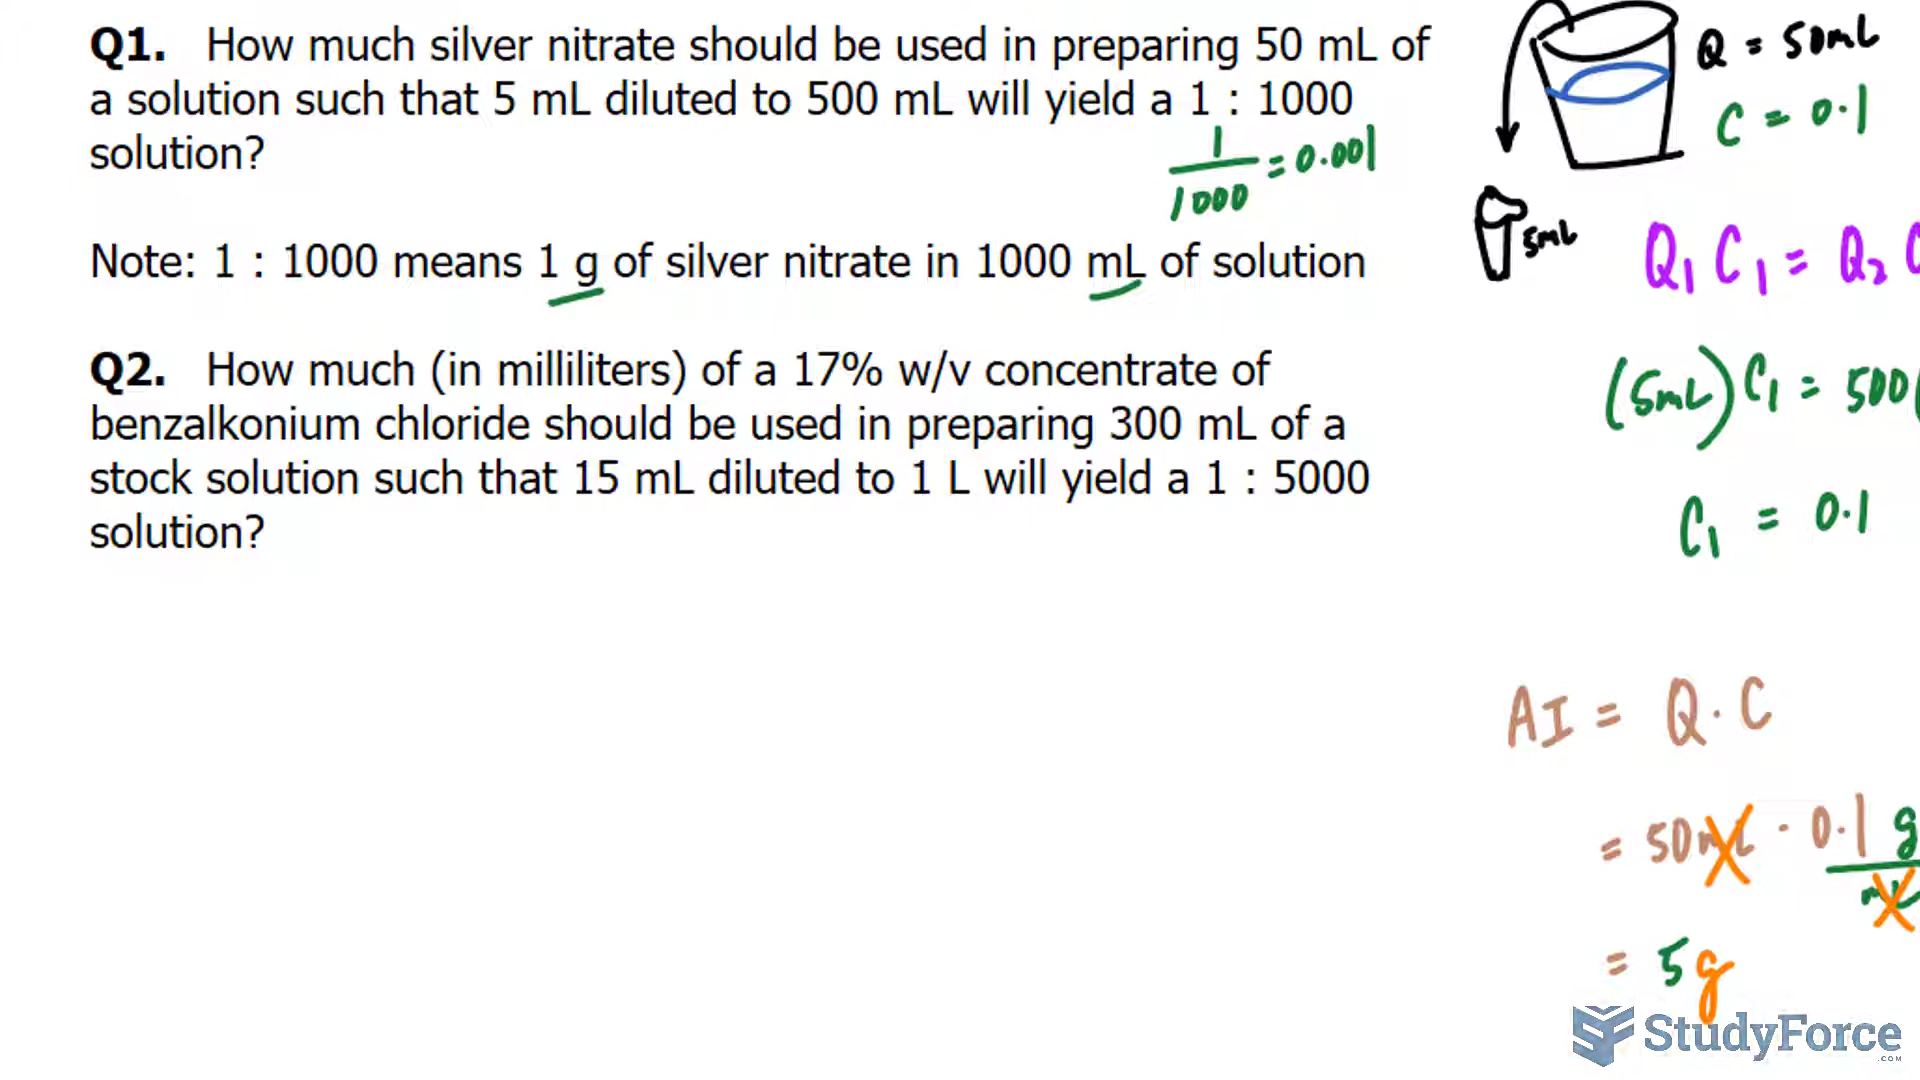 Q1. How much silver nitrate should be used in preparing 50 mL of
a solution such that 5 mL diluted to 500 mL will yield a 1 : 1000
solution?
1
1000
= 0.001
Note: 1 : 1000 means 1 g of silver nitrate in 1000 mL of solution
Q2. How much (in milliliters) of a 17% w/v concentrate of
benzalkonium chloride should be used in preparing 300 mL of a
stock solution such that 15 mL diluted to 1 L will yield a 1 : 5000
solution?
Q = 50mL
C = 0.1
5mL
Q1 C1 = Q2 C
(5mL) C1 = 500(
C1 = 0.1
AI = Q · C
= 50mL · 0.1 g
mL
= 5g
StudyForce
.COM